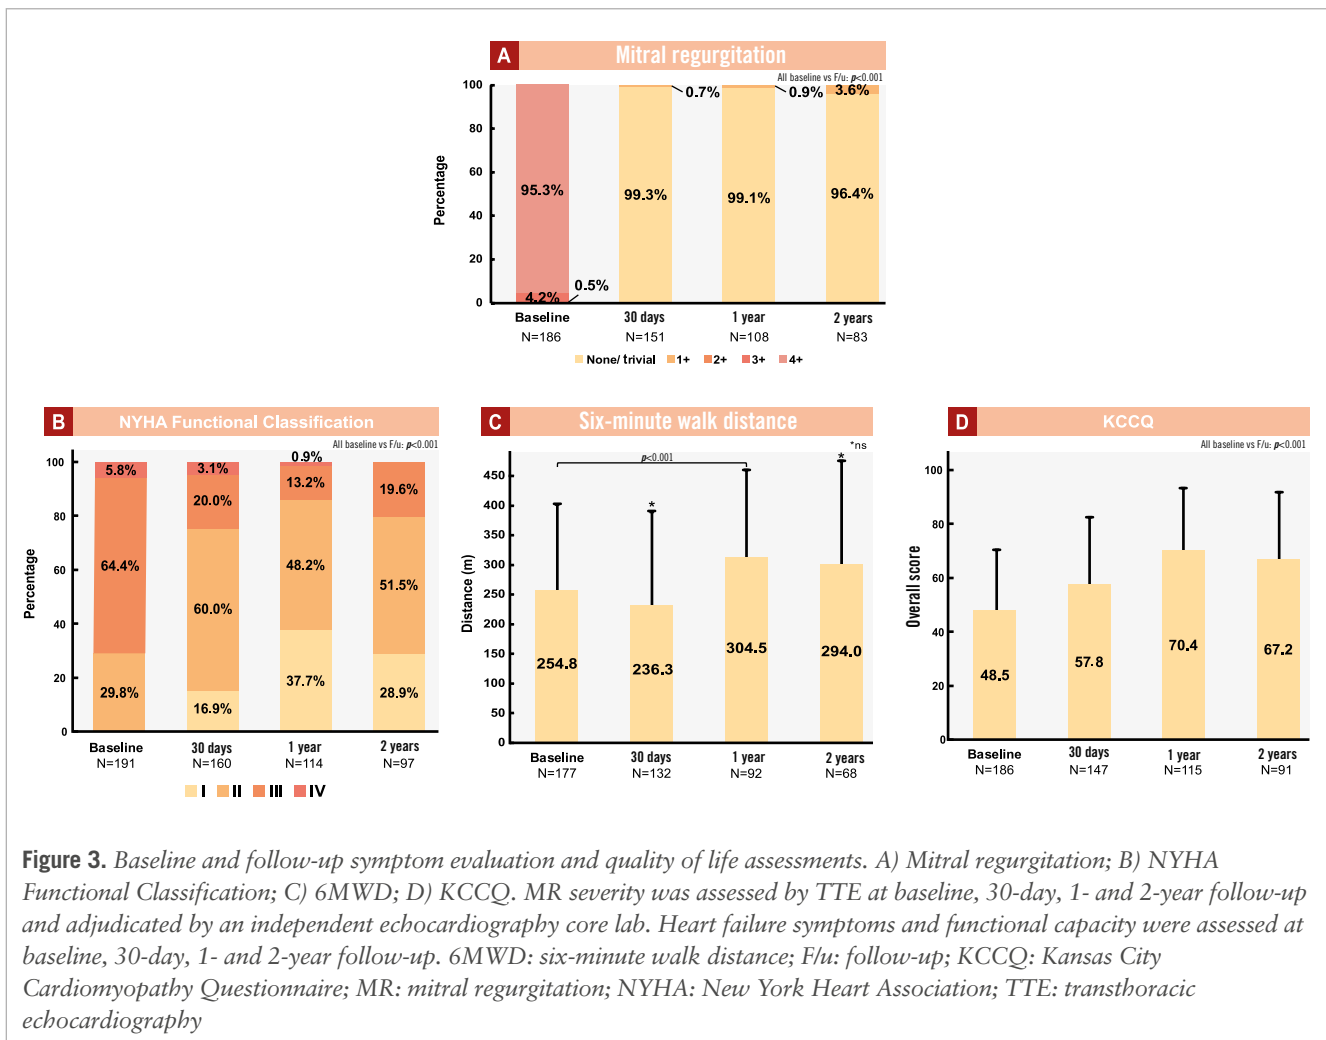 A Mitral regurgitation
All baseline vs F/u: p<0.001
Percentage
100
80
60
40
20
0
95.3%
4.2%
0.5%
99.3%
0.7%
99.1%
0.9%
96.4%
3.6%
Baseline 30 days 1 year 2 years
N=186 N=151 N=108 N=83
None/ trivial 1+ 2+ 3+ 4+
B NYHA Functional Classification
All baseline vs F/u: p<0.001
Percentage
100
80
60
40
20
0
5.8%
64.4%
29.8%
3.1%
20.0%
60.0%
16.9%
0.9%
13.2%
48.2%
37.7%
19.6%
51.5%
28.9%
Baseline 30 days 1 year 2 years
N=191 N=160 N=114 N=97
I II III IV
C Six-minute walk distance
*ns
p<0.001
Distance (m)
450
400
350
300
250
200
150
100
50
0
*
*
254.8
236.3
304.5
294.0
Baseline 30 days 1 year 2 years
N=177 N=132 N=92 N=68
D KCCQ
All baseline vs F/u: p<0.001
Overall score
100
80
60
40
20
0
48.5
57.8
70.4
67.2
Baseline 30 days 1 year 2 years
N=186 N=147 N=115 N=91
Figure 3. Baseline and follow-up symptom evaluation and quality of life assessments. A) Mitral regurgitation; B) NYHA
Functional Classification; C) 6MWD; D) KCCQ. MR severity was assessed by TTE at baseline, 30-day, 1- and 2-year follow-up
and adjudicated by an independent echocardiography core lab. Heart failure symptoms and functional capacity were assessed at
baseline, 30-day, 1- and 2-year follow-up. 6MWD: six-minute walk distance; F/u: follow-up; KCCQ: Kansas City
Cardiomyopathy Questionnaire; MR: mitral regurgitation; NYHA: New York Heart Association; TTE: transthoracic
echocardiography